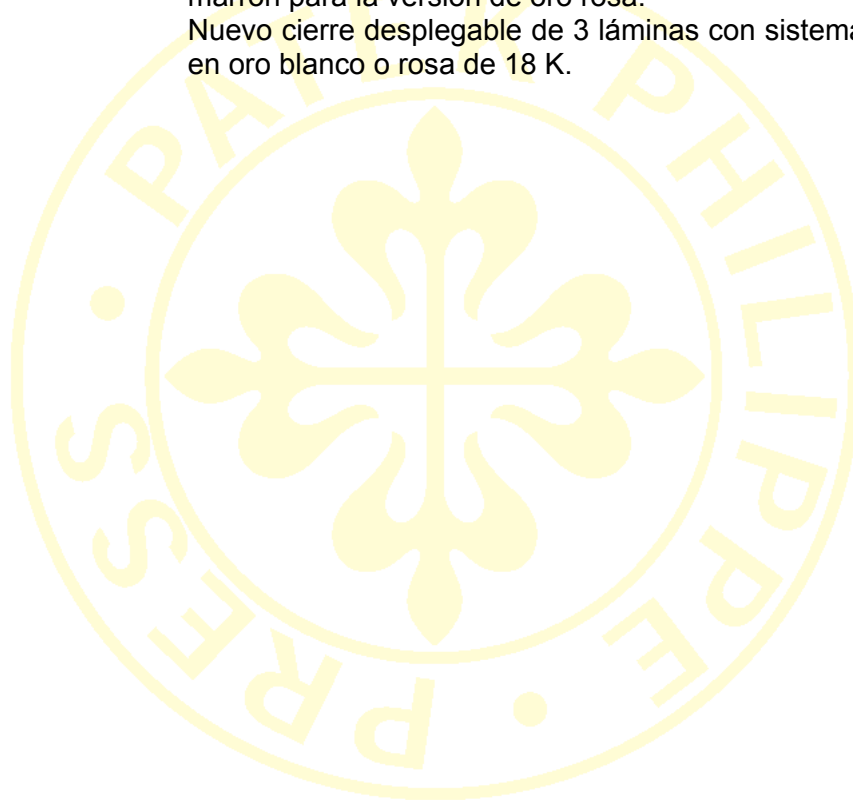 marrón para la versión de oro rosa.
Nuevo cierre desplegable de 3 láminas con sistema
en oro blanco o rosa de 18 K.
PATEK PHILIPPE • PRESS •